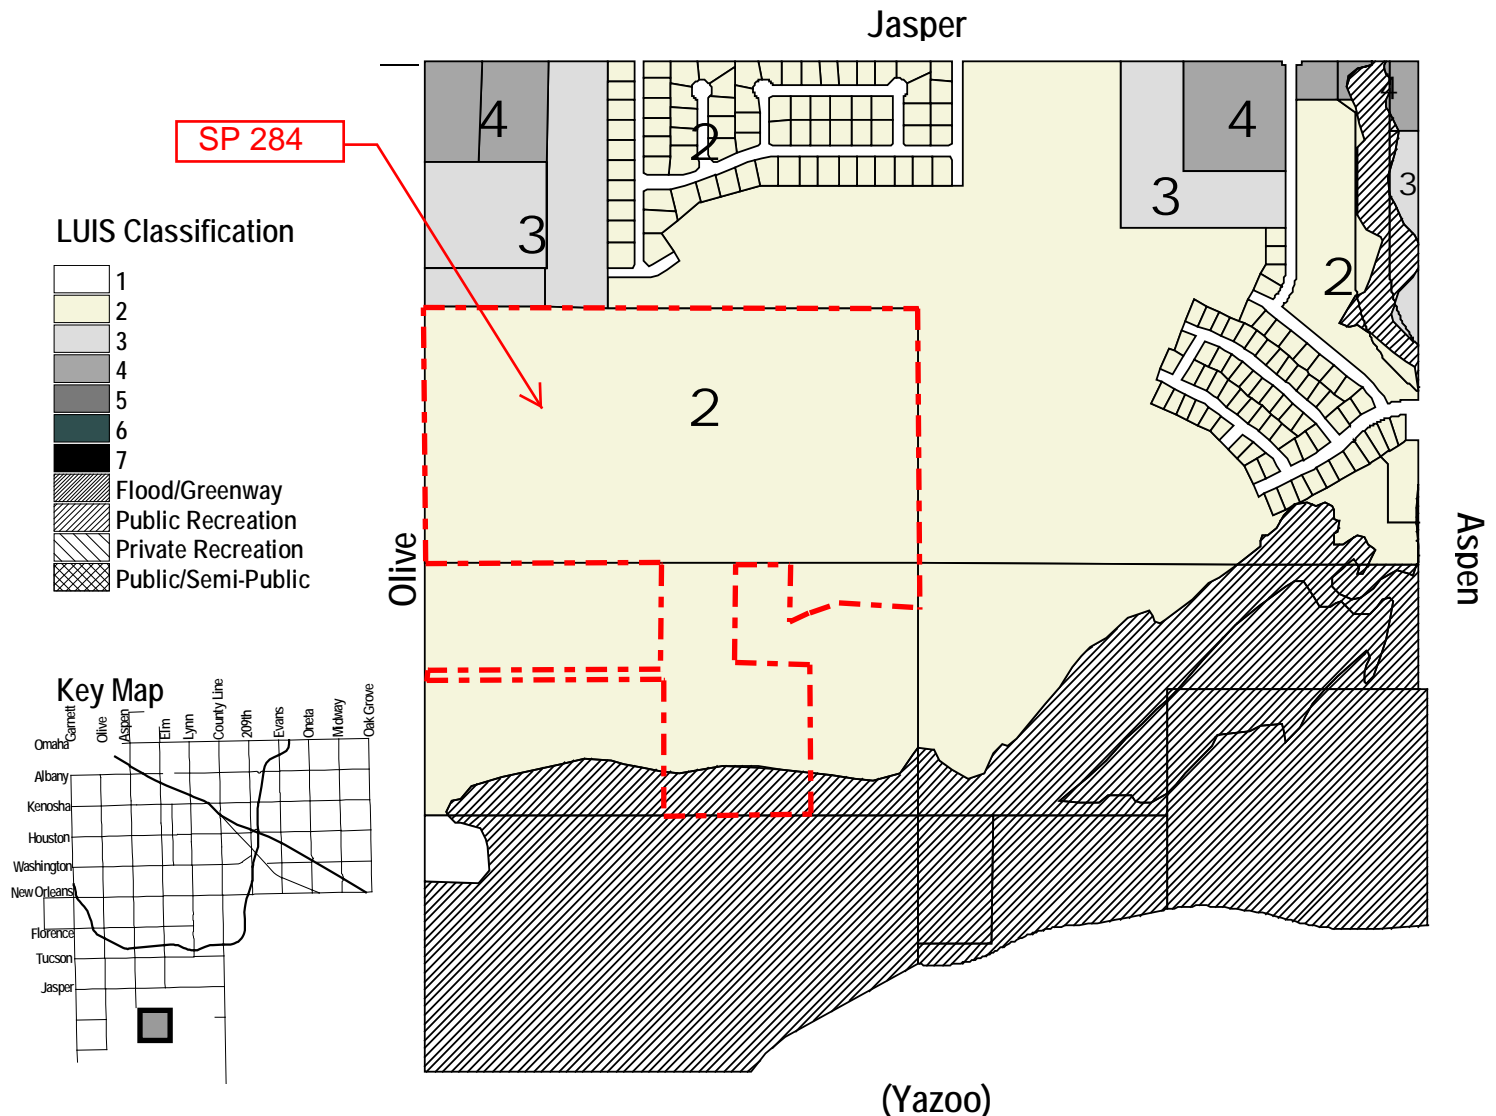 Jasper
SP 284
4
2
4
4
3
3
3
2
2
LUIS Classification
1
2
3
4
5
6
7
Flood/Greenway
Public Recreation
Private Recreation
Public/Semi-Public
Olive
Aspen
(Yazoo)
Key Map
Garnett
Olive
Aspen
Elm
Lynn
County Line
209th
Evans
Oneta
Midway
Oak Grove
Omaha
Albany
Kenosha
Houston
Washington
New Orleans
Florence
Tucson
Jasper